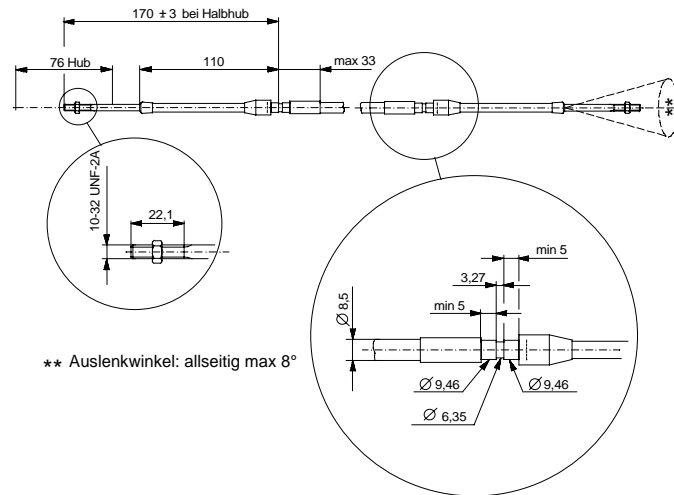 170 ±3 bei Halbhub
76 Hub
110
max 33
**
10-32 UNF-2A
22,1
min 5
3,27
min 5
Ø 8,5
Ø 9,46
Ø 9,46
Ø 6,35
** Auslenkwinkel: allseitig max 8°